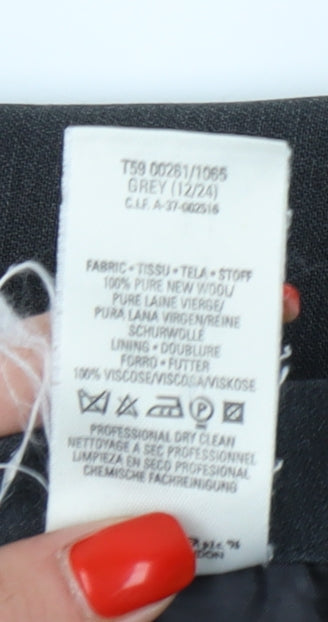 T59 00281/1065
GREY (12/24)
C.I.F. A-37-002516
FABRIC • TISSU • TELA • STOFF
100% PURE NEW WOOL/
PURE LAINE VIERGE/
PURA LANA VIRGEN/REINE
SCHURWOLLE
LINING • DOUBLURE
FORRO • FUTTER
100% VISCOSE/VISCOSA/VISKOSE
P
PROFESSIONAL DRY CLEAN
NETTOYAGE A SEC PROFESSIONNEL
LIMPIEZA EN SECO PROFESIONAL
CHEMISCHE FACHREINIGUNG